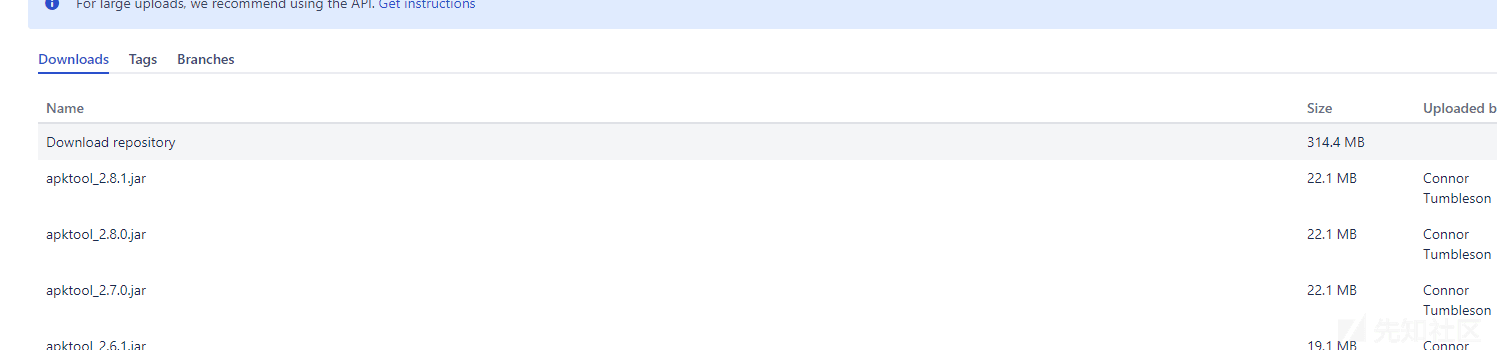 For large uploads, we recommend using the API. Get instructions
Downloads Tags Branches
Name Size Uploaded b
Download repository 314.4 MB
apktool_2.8.1.jar 22.1 MB Connor
Tumbleson
apktool_2.8.0.jar 22.1 MB Connor
Tumbleson
apktool_2.7.0.jar 22.1 MB Connor
Tumbleson
apktool_2.6.1.jar 19.1 MB Connor
先知社区